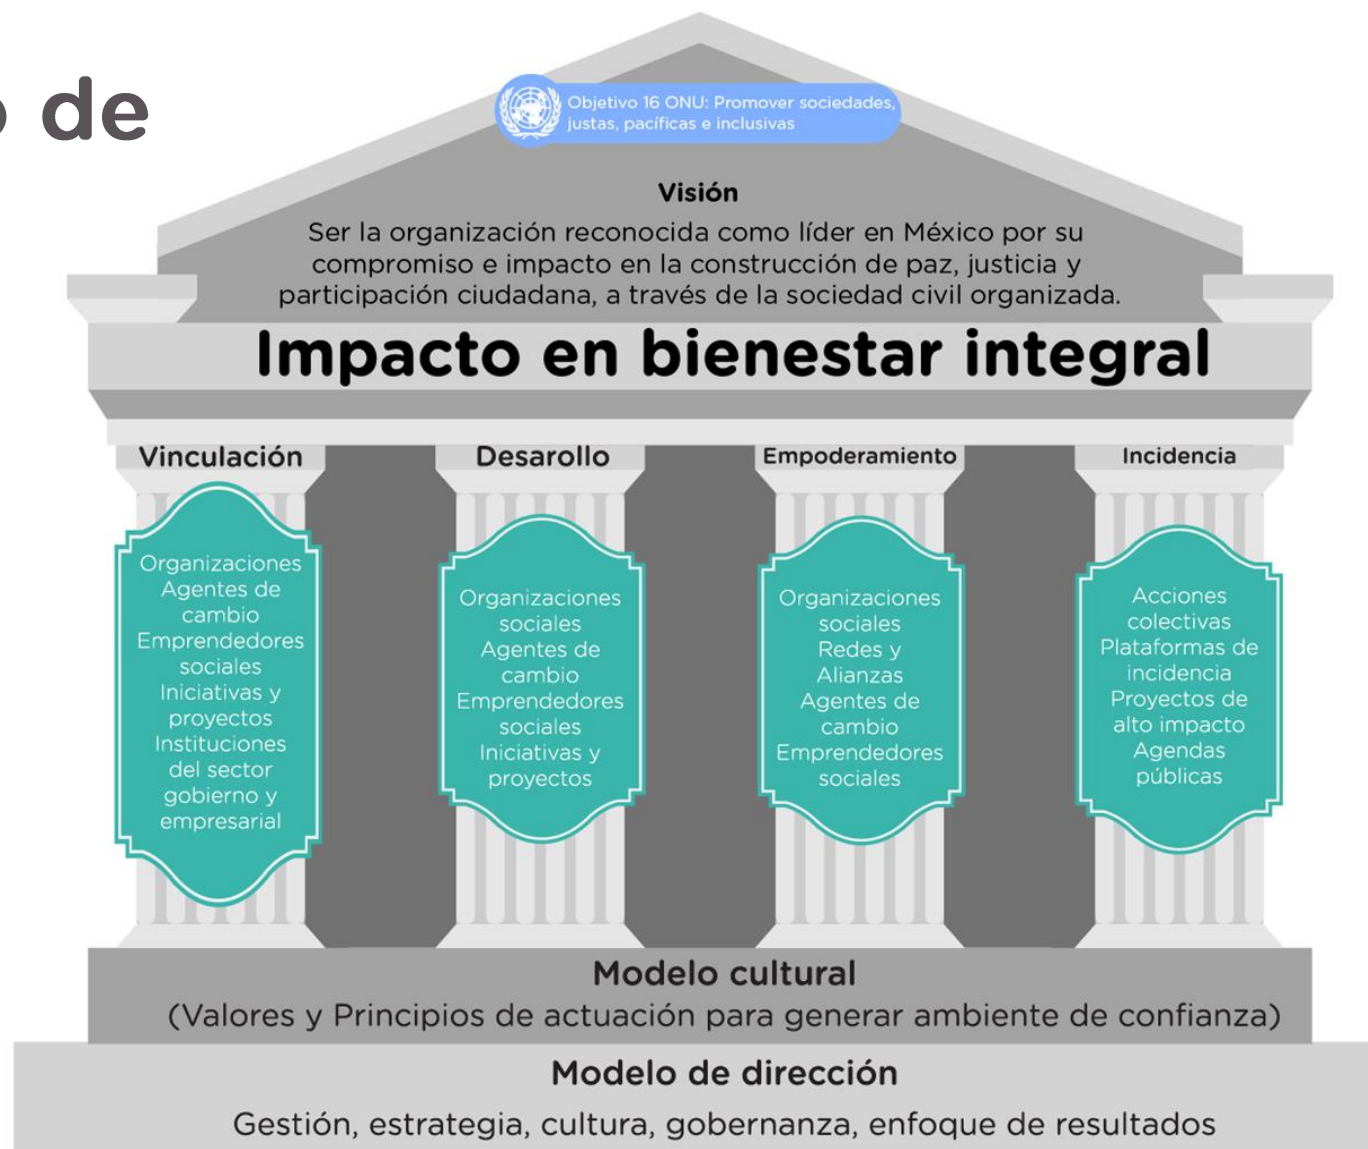 o de
Objetivo 16 ONU: Promover sociedades,
justas, pacíficas e inclusivas
Visión
Ser la organización reconocida como líder en México por su
compromiso e impacto en la construcción de paz, justicia y
participación ciudadana, a través de la sociedad civil organizada.
Impacto en bienestar integral
Vinculación
Organizaciones
Agentes de
cambio
Emprendedores
sociales
Iniciativas y
proyectos
Instituciones
del sector
gobierno y
empresarial
Desarollo
Organizaciones
sociales
Agentes de
cambio
Emprendedores
sociales
Iniciativas y
proyectos
Empoderamiento
Organizaciones
sociales
Redes y
Alianzas
Agentes de
cambio
Emprendedores
sociales
Incidencia
Acciones
colectivas
Plataformas de
incidencia
Proyectos de
alto impacto
Agendas
públicas
Modelo cultural
(Valores y Principios de actuación para generar ambiente de confianza)
Modelo de dirección
Gestión, estrategia, cultura, gobernanza, enfoque de resultados